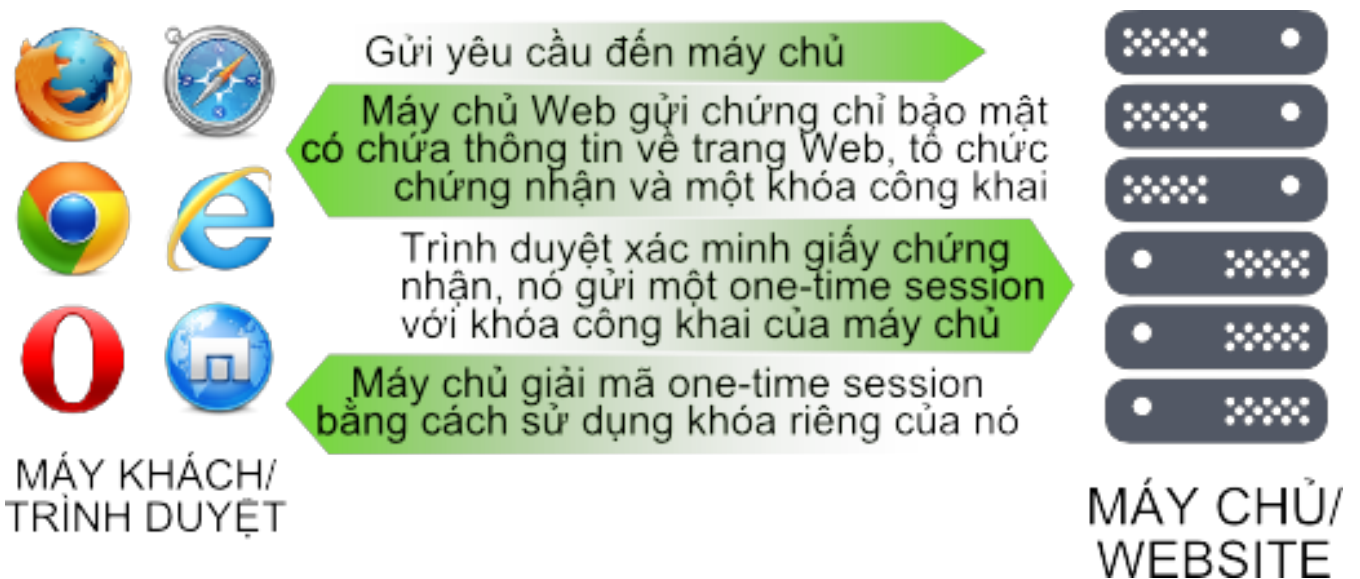 Gửi yêu cầu đến máy chủ
Máy chủ Web gửi chứng chỉ bảo mật
có chứa thông tin về trang Web, tổ chức
chứng nhận và một khóa công khai
Trình duyệt xác minh giấy chứng
nhận, nó gửi một one-time session
với khóa công khai của máy chủ
Máy chủ giải mã one-time session
bằng cách sử dụng khóa riêng của nó
MÁY KHÁCH/
TRÌNH DUYỆT
MÁY CHỦ/
WEBSITE